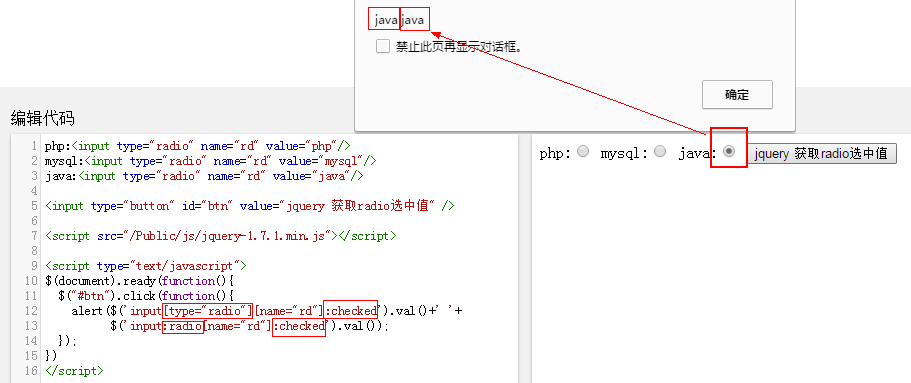 java java
禁止此页再显示对话框。
确定
编辑代码
1 php:<input type="radio" name="rd" value="php"/>
2 mysql:<input type="radio" name="rd" value="mysql"/>
3 java:<input type="radio" name="rd" value="java"/>
4
5 <input type="button" id="btn" value="jquery 获取radio选中值" />
6
7 <script src="/Public/js/jquery-1.7.1.min.js"></script>
8
9 <script type="text/javascript">
10 $(document).ready(function(){
11 $("#btn").click(function(){
12 alert($('input[type="radio"][name="rd"]:checked').val()+' '+
13 $('input:radio[name="rd"]:checked').val());
14 });
15 })
16 </script>
php: mysql: java: jquery 获取radio选中值